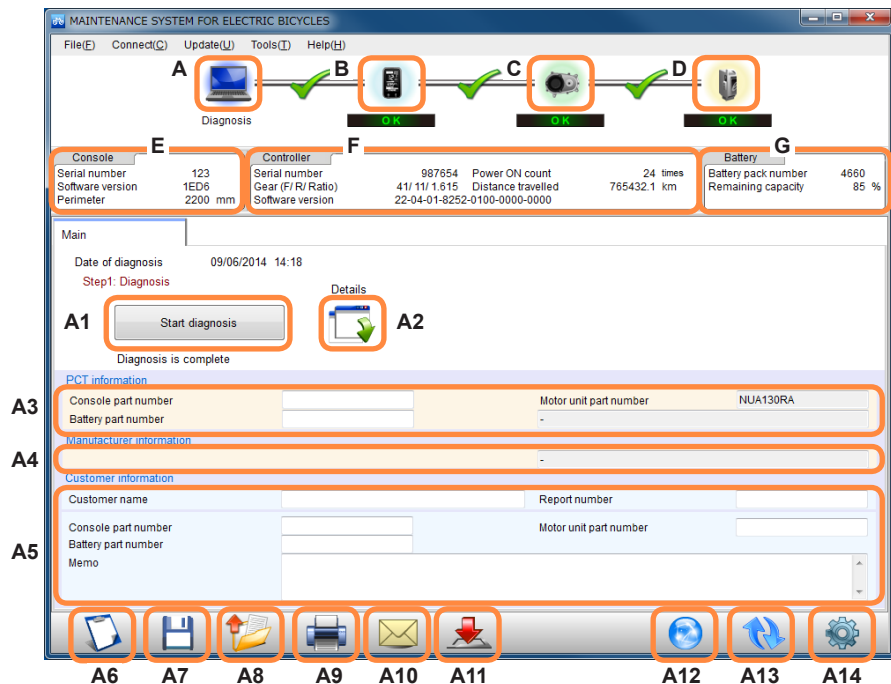 MAINTENANCE SYSTEM FOR ELECTRIC BICYCLES
File(F) Connect(C) Update(U) Tools(T) Help(H)
A B C D
Diagnosis OK OK OK
E F G
Console Controller Battery
Serial number 123 Serial number 987654 Power ON count 24 times Battery pack number 4660
Software version 1ED6 Gear (F/ R/ Ratio) 41/ 11/ 1.615 Distance travelled 765432.1 km Remaining capacity 85 %
Perimeter 2200 mm Software version 22-04-01-8252-0100-0000-0000
Main
Date of diagnosis 09/06/2014 14:18
Step1: Diagnosis
Details
A1 Start diagnosis A2
Diagnosis is complete
PCT information
A3 Console part number Motor unit part number NUA130RA
Battery part number -
Manufacturer information
A4 -
Customer information
Customer name Report number
Console part number Motor unit part number
A5 Battery part number
Memo
A6 A7 A8 A9 A10 A11 A12 A13 A14